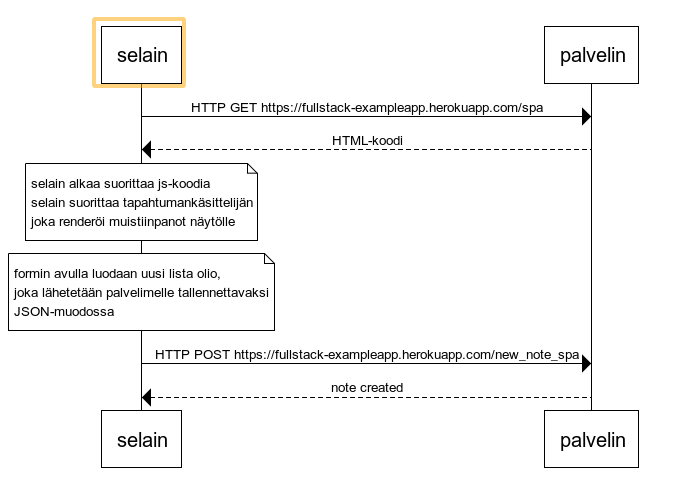 selain
palvelin
HTTP GET https://fullstack-exampleapp.herokuapp.com/spa
HTML-koodi
selain alkaa suorittaa js-koodia
selain suorittaa tapahtumankäsittelijän
joka renderöi muistiinpanot näytölle
formin avulla luodaan uusi lista olio,
joka lähetetään palvelimelle tallennettavaksi
JSON-muodossa
HTTP POST https://fullstack-exampleapp.herokuapp.com/new_note_spa
note created
selain
palvelin